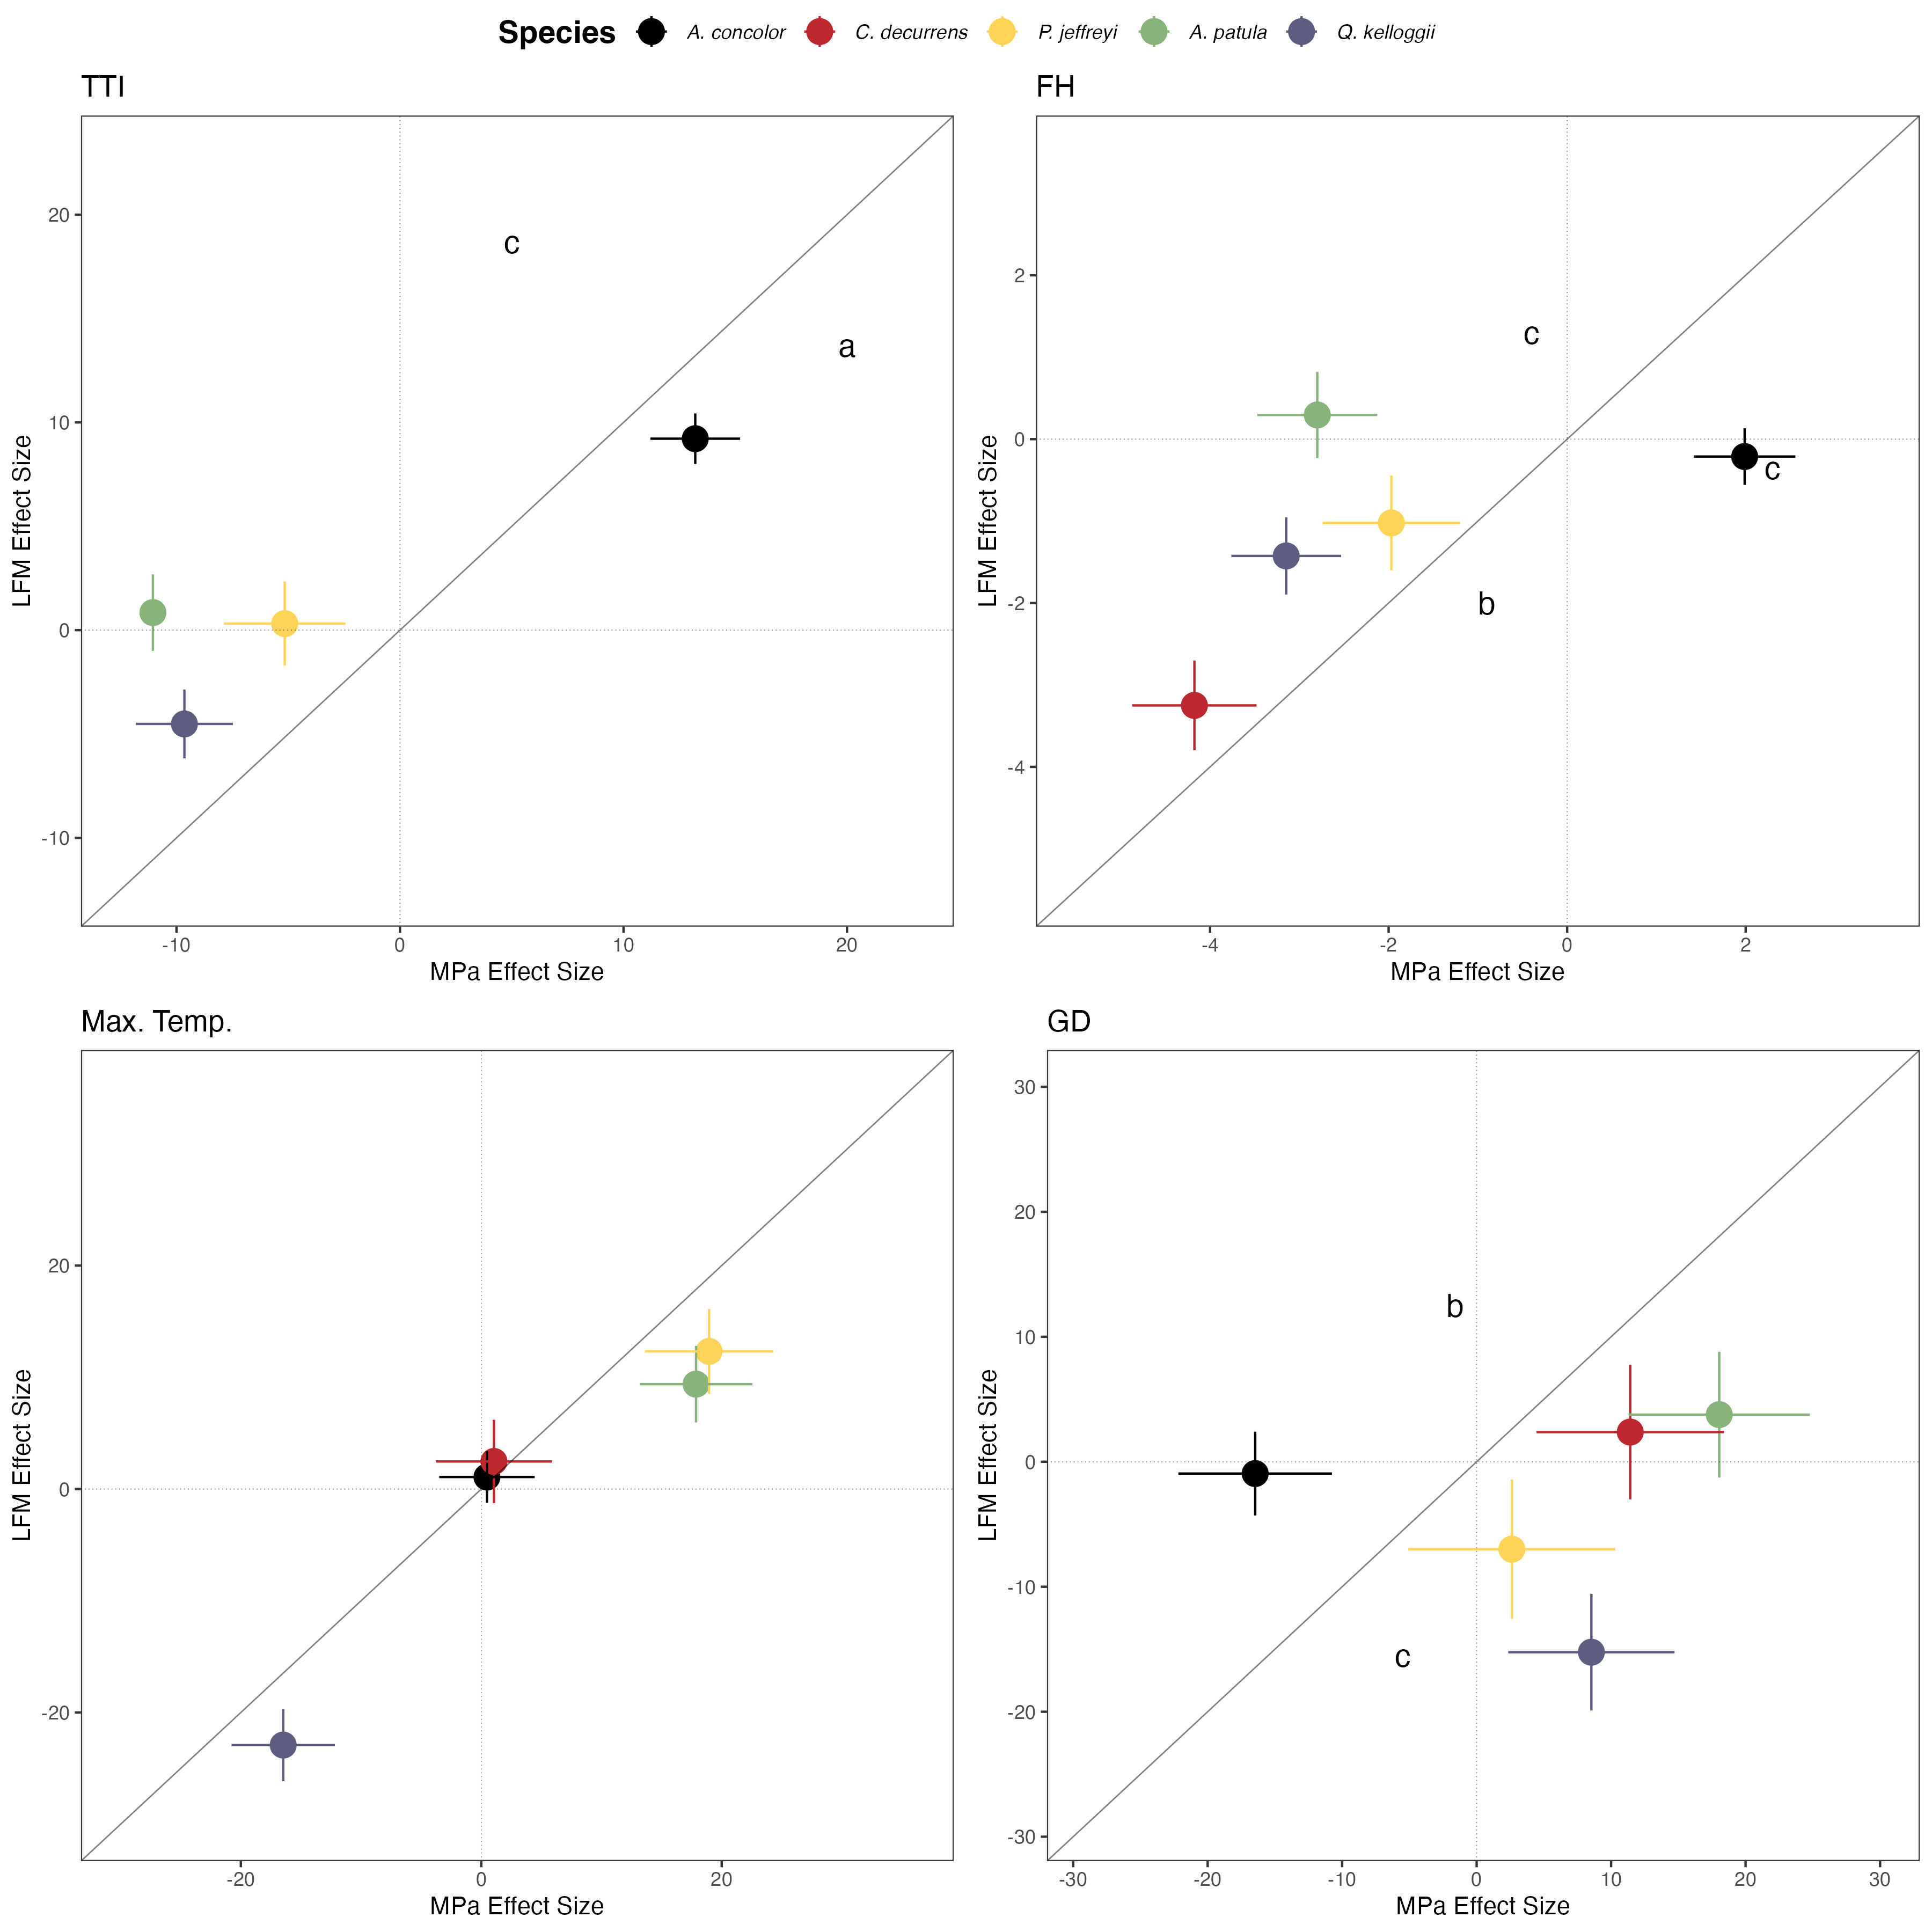 Species A. concolor C. decurrens P. jeffreyi A. patula Q. kelloggii
TTI
20
10
0
-10
LFM Effect Size
c
a
-10 0 10 20
MPa Effect Size
FH
2
0
-2
-4
LFM Effect Size
c
c
b
-4 -2 0 2
MPa Effect Size
Max. Temp.
20
0
-20
LFM Effect Size
-20 0 20
MPa Effect Size
GD
30
20
10
0
-10
-20
-30
LFM Effect Size
b
c
-30 -20 -10 0 10 20 30
MPa Effect Size